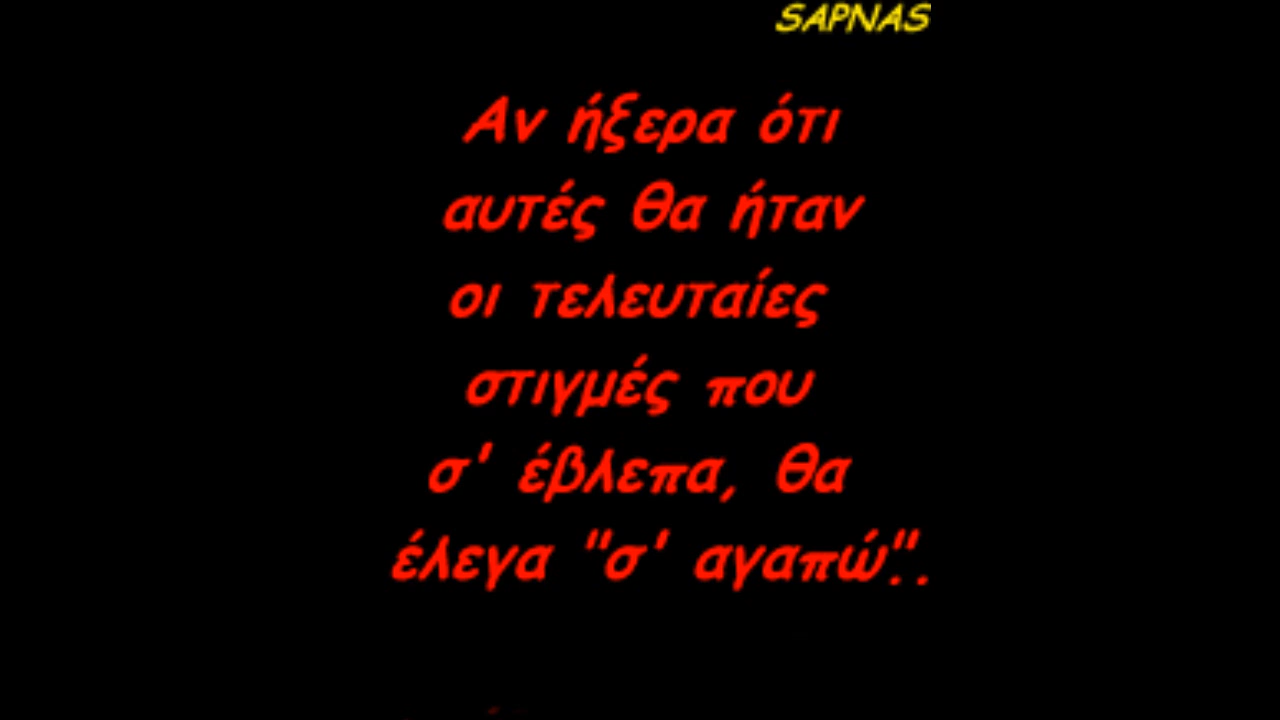 SAPNAS
Αν ήξερα ότι
αυτές θα ήταν
οι τελευταίες
στιγμές που
σ' έβλεπα, θα
έλεγα "σ' αγαπώ"..